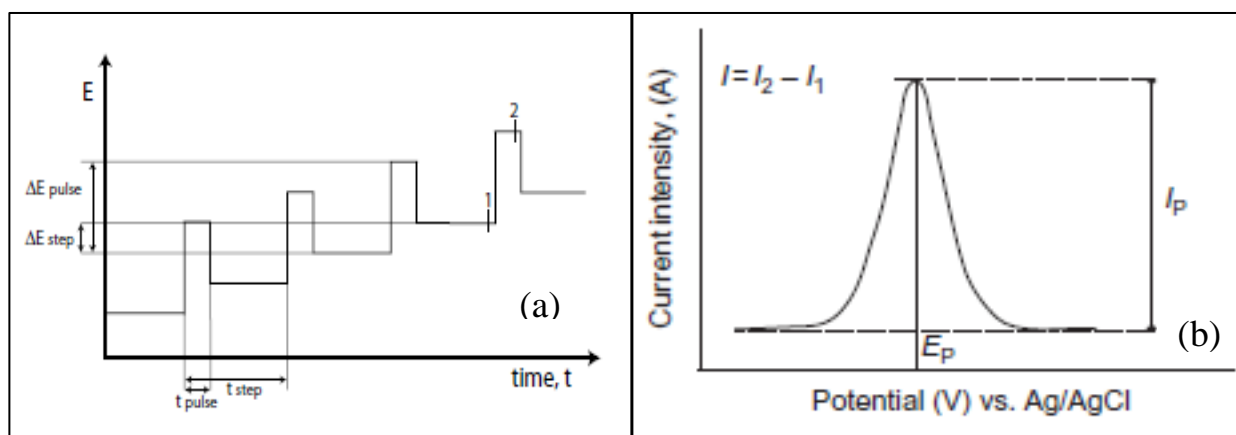 E
2
ΔE pulse
1
ΔE step
(a)
time, t
t step
t pulse
I = I2 – I1
Current intensity, (A)
IP
(b)
EP
Potential (V) vs. Ag/AgCl